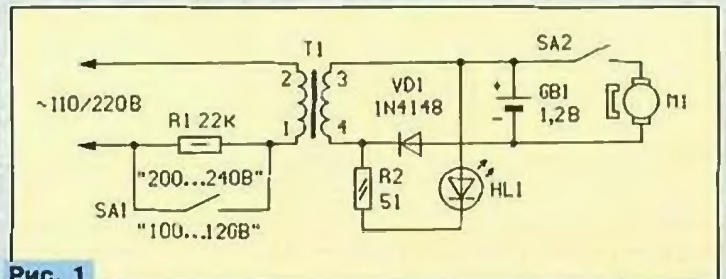 T1
SA2
2
3
VD1
1N4148
GB1
1,2В
+
-
M1
~110/220В
R1 22К
1
4
"200...240В"
R2
51
HL1
SA1
"100...120В"
Рис. 1